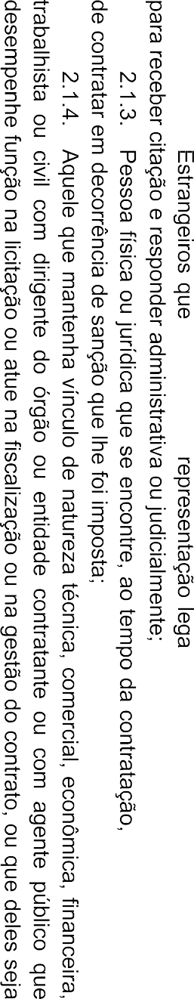 Estrangeiros que representação lega
para receber citação e responder administrativa ou judicialmente;
2.1.3. Pessoa física ou jurídica que se encontre, ao tempo da contratação,
de contratar em decorrência de sanção que lhe foi imposta;
2.1.4. Aquele que mantenha vínculo de natureza técnica, comercial, econômica, financeira,
trabalhista ou civil com dirigente do órgão ou entidade contratante ou com agente público que
desempenhe função na licitação ou atue na fiscalização ou na gestão do contrato, ou que deles seja